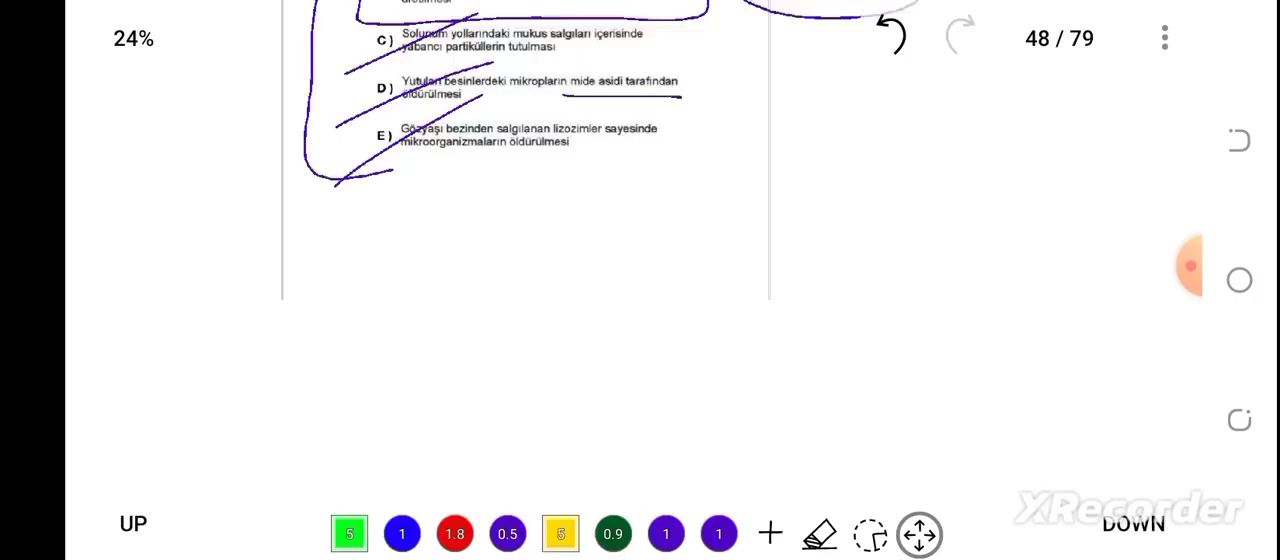 üretilmesi
24%
48 / 79
C) Solunum yollarındaki mukus salgıları içerisinde
yabancı partiküllerin tutulması
D) Yutulan besinlerdeki mikropların mide asidi tarafından
öldürülmesi
E) Gözyaşı bezinden salgılanan lizozimler sayesinde
mikroorganizmaların öldürülmesi
XRecorder
UP
5 1 1.8 0.5 5 0.9 1 1
DOWN